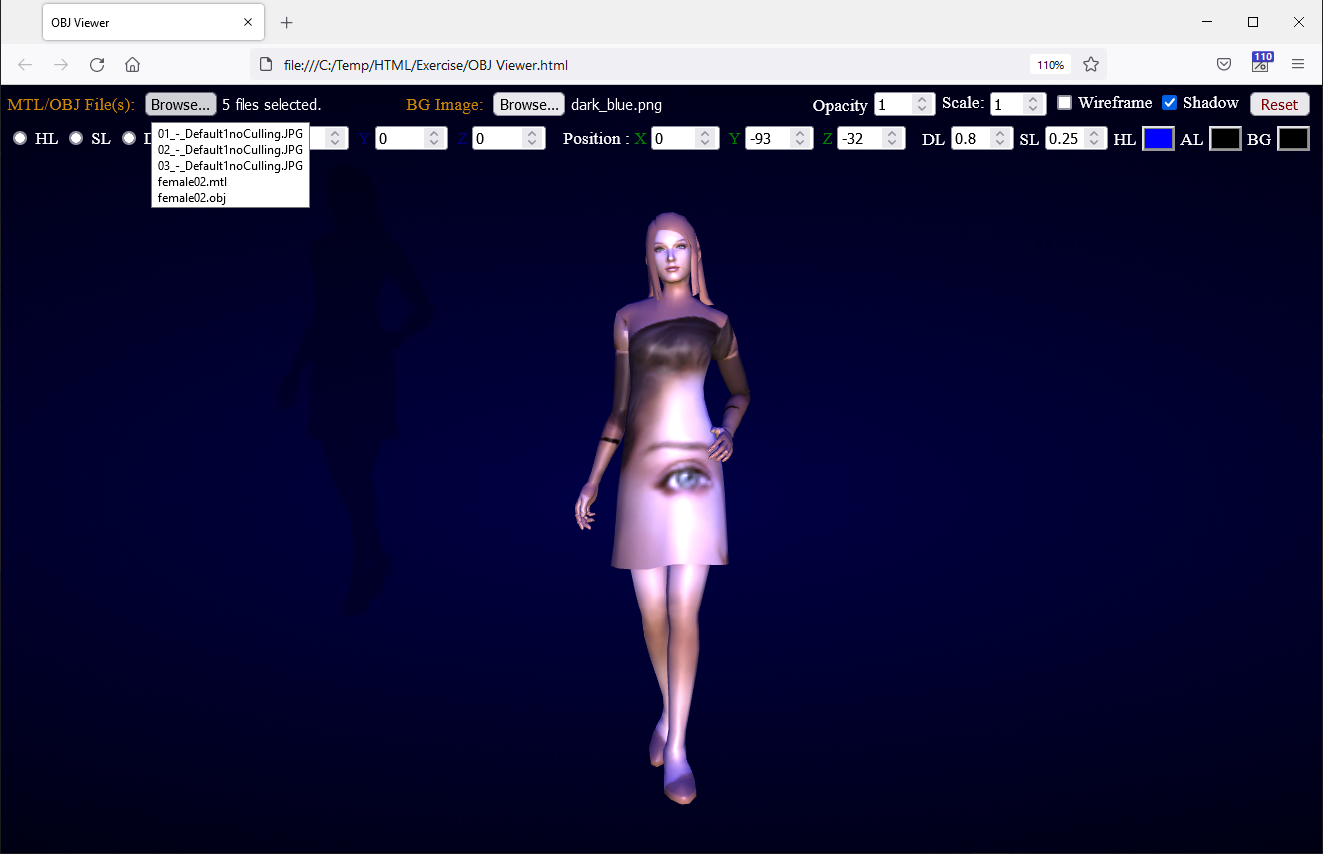 OBJ Viewer
file:///C:/Temp/HTML/Exercise/OBJ Viewer.html
110%
110
MTL/OBJ File(s): Browse... 5 files selected. BG Image: Browse... dark_blue.png Opacity 1 Scale: 1 Wireframe Shadow Reset
HL SL Y 0 Z 0 Position : X 0 Y -93 Z -32 DL 0.8 SL 0.25 HL AL BG
01_-_Default1noCulling.JPG
02_-_Default1noCulling.JPG
03_-_Default1noCulling.JPG
female02.mtl
female02.obj